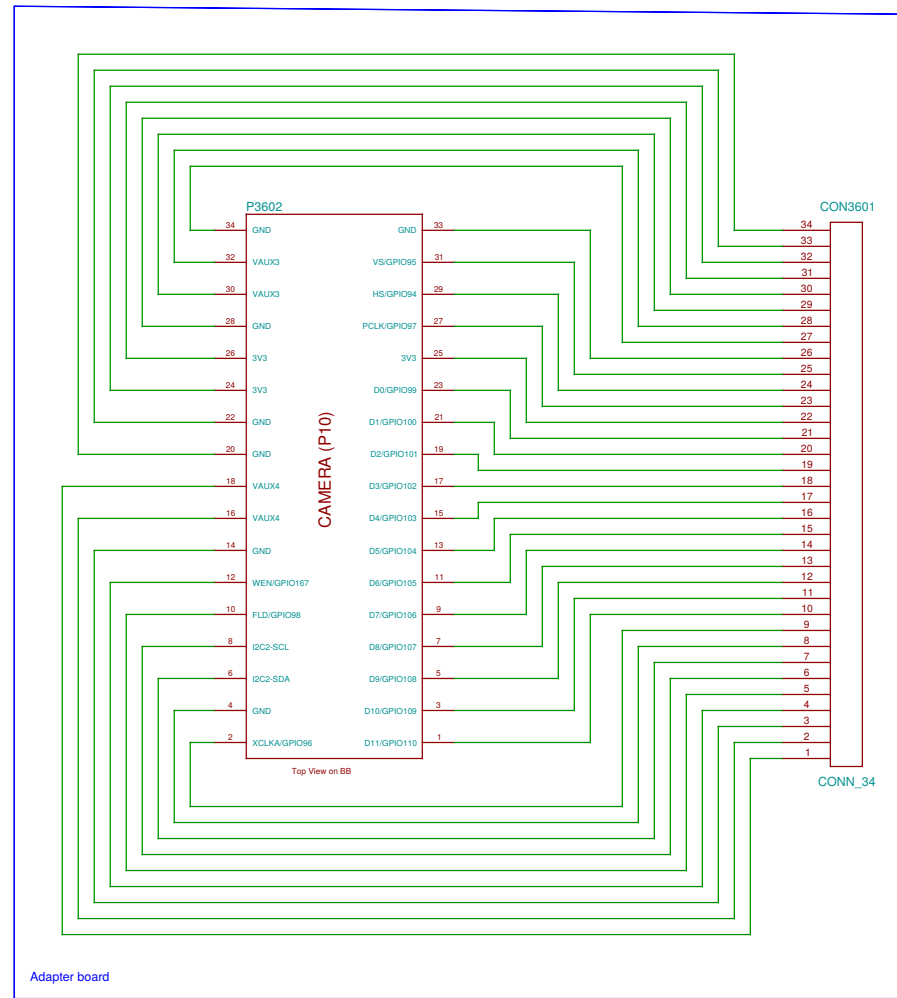 P3602
CON3601
34 GND GND 33
32 VAUX3 VS/GPIO95 31
30 VAUX3 HS/GPIO94 29
28 GND PCLK/GPIO97 27
26 3V3 3V3 25
24 3V3 D0/GPIO99 23
22 GND D1/GPIO100 21
20 GND D2/GPIO101 19
18 VAUX4 D3/GPIO102 17
16 VAUX4 D4/GPIO103 15
14 GND D5/GPIO104 13
12 WEN/GPIO167 D6/GPIO105 11
10 FLD/GPIO98 D7/GPIO106 9
8 I2C2-SCL D8/GPIO107 7
6 I2C2-SDA D9/GPIO108 5
4 GND D10/GPIO109 3
2 XCLKA/GPIO96 D11/GPIO110 1
CAMERA (P10)
Top View on BB
34
33
32
31
30
29
28
27
26
25
24
23
22
21
20
19
18
17
16
15
14
13
12
11
10
9
8
7
6
5
4
3
2
1
CONN_34
Adapter board